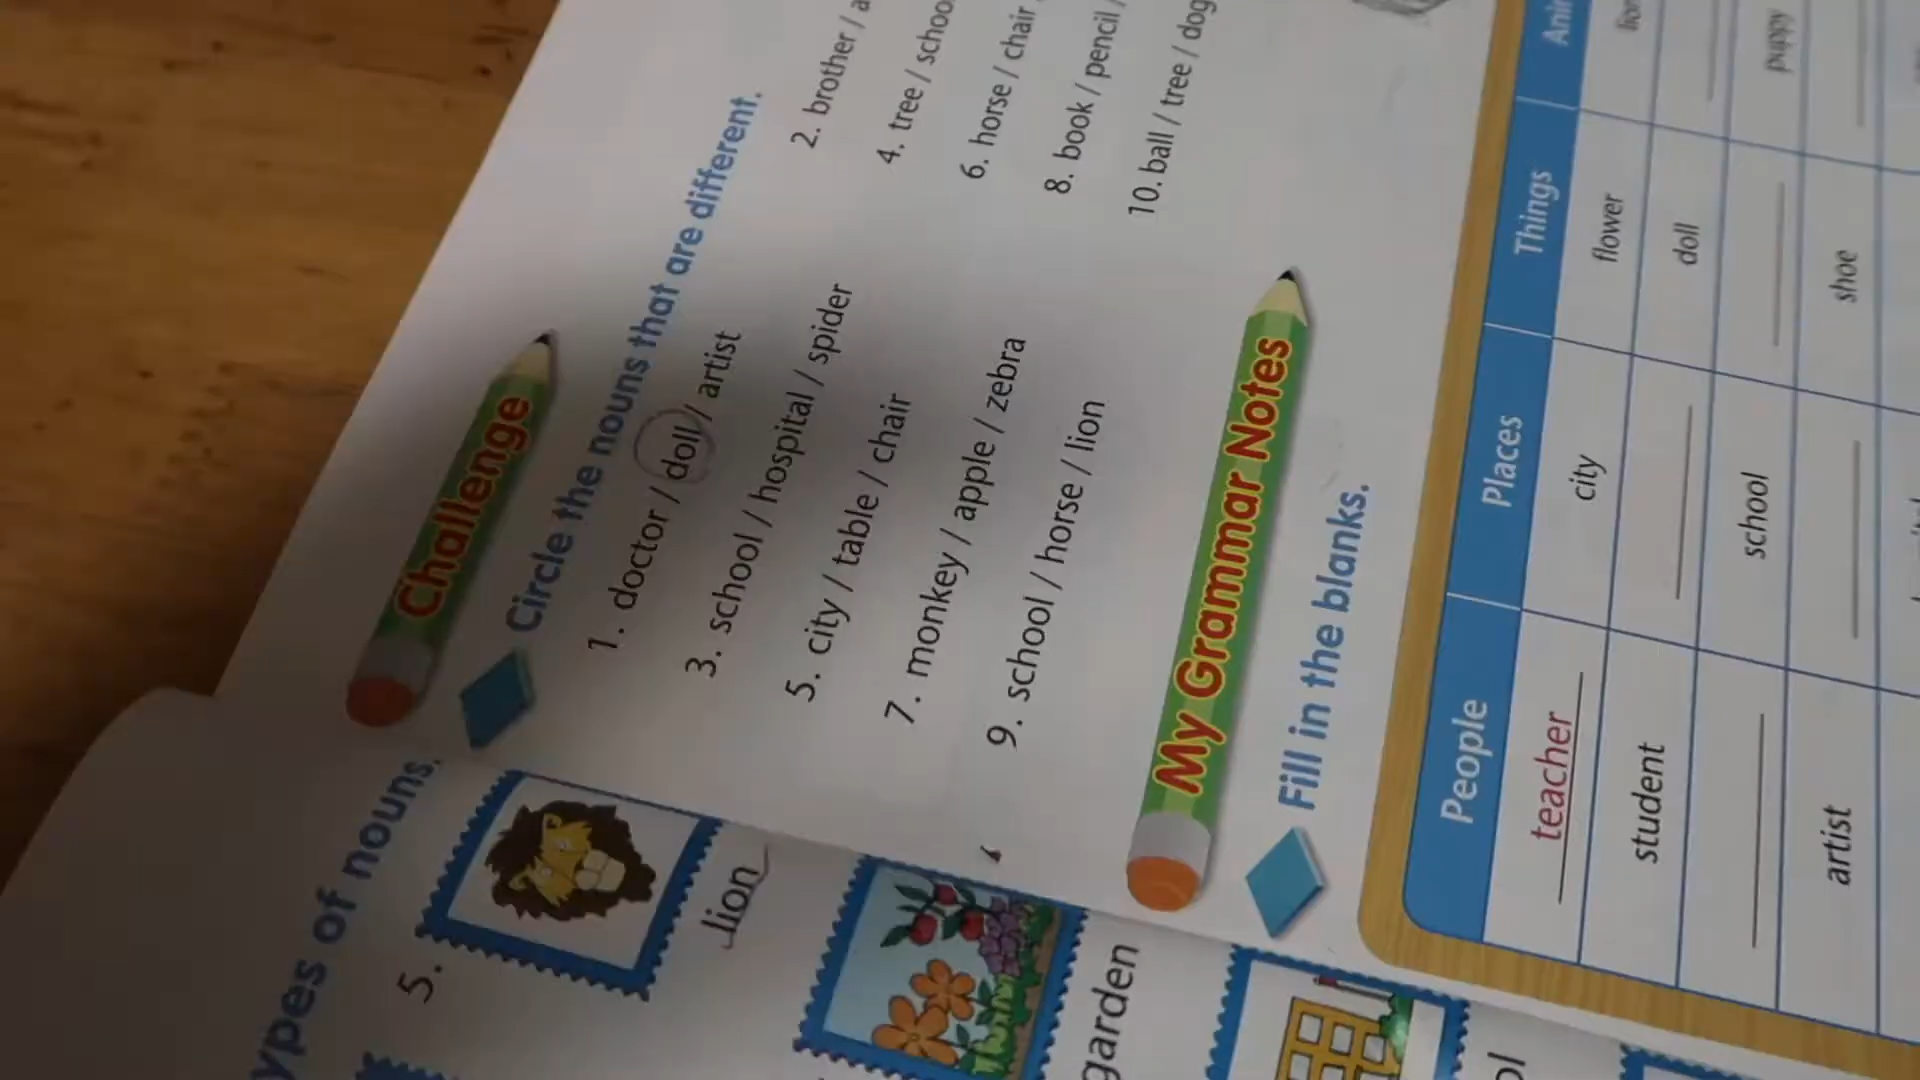 types of nouns.
5.
lion
garden
Challenge
Circle the nouns that are different.
1. doctor / doll / artist
2. brother /
3. school / hospital / spider
4. tree /
5. city / table / chair
6. horse / chair
7. monkey / apple / zebra
8. book / pencil /
9. school / horse / lion
10. ball / tree / dog
My Grammar Notes
Fill in the blanks.
People Places Things
teacher city flower
student doll
school puppy
artist shoe